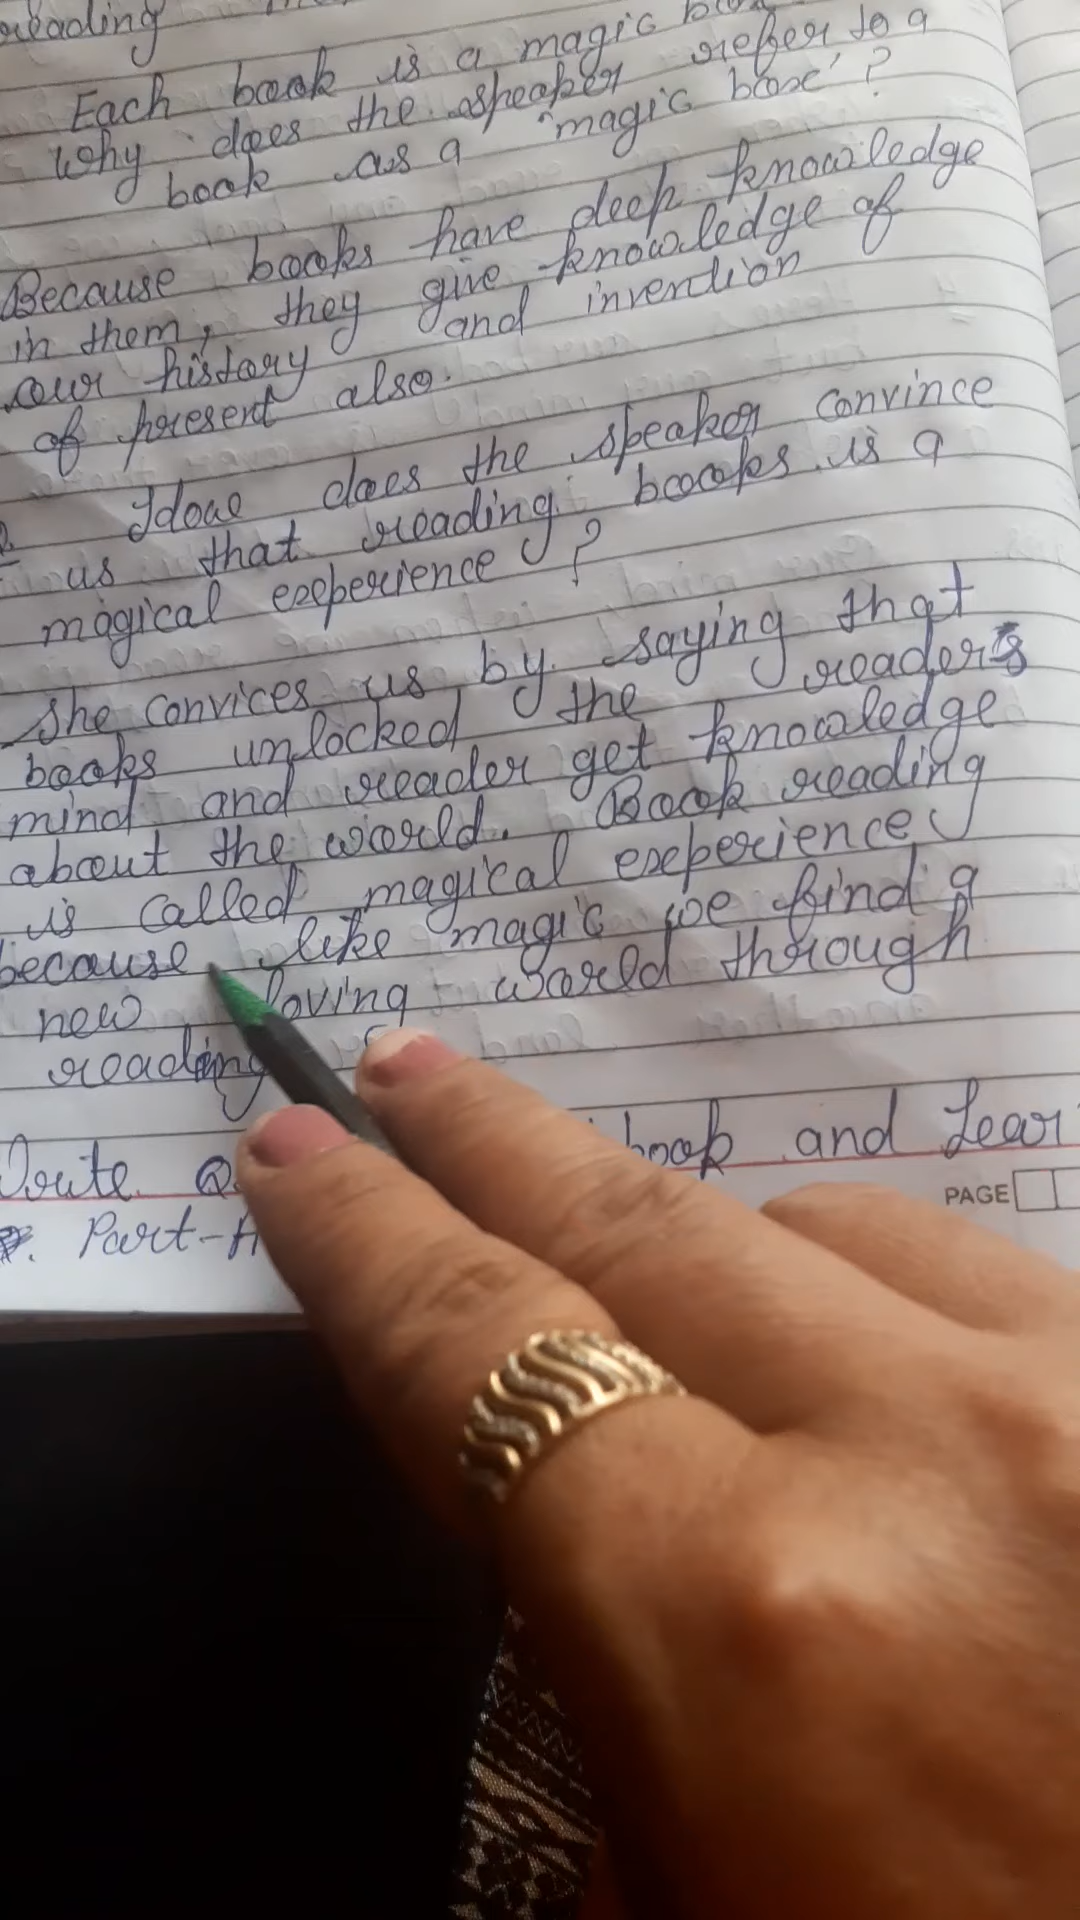 reading
Each book is a magic box
Why does the speaker refer to a
book as a "magic box'?
Because books have deep knowledge
in them, they give knowledge of
our history and invention
of present also.
How does the speaker convince
us that reading books is a
magical experience?
She convices us by saying that
books unlocked the readers
mind and reader get knowledge
about the world. Book reading
is called magical experience
because like magic we find a
new loving world through
reading
Write Q book and Lear
Part-A
PAGE